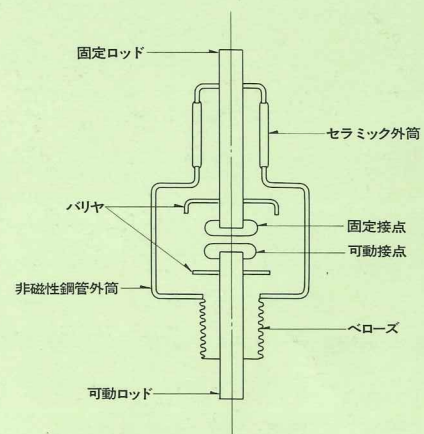 固定ロッド
セラミック外筒
バリヤ
固定接点
可動接点
非磁性鋼管外筒
ベローズ
可動ロッド